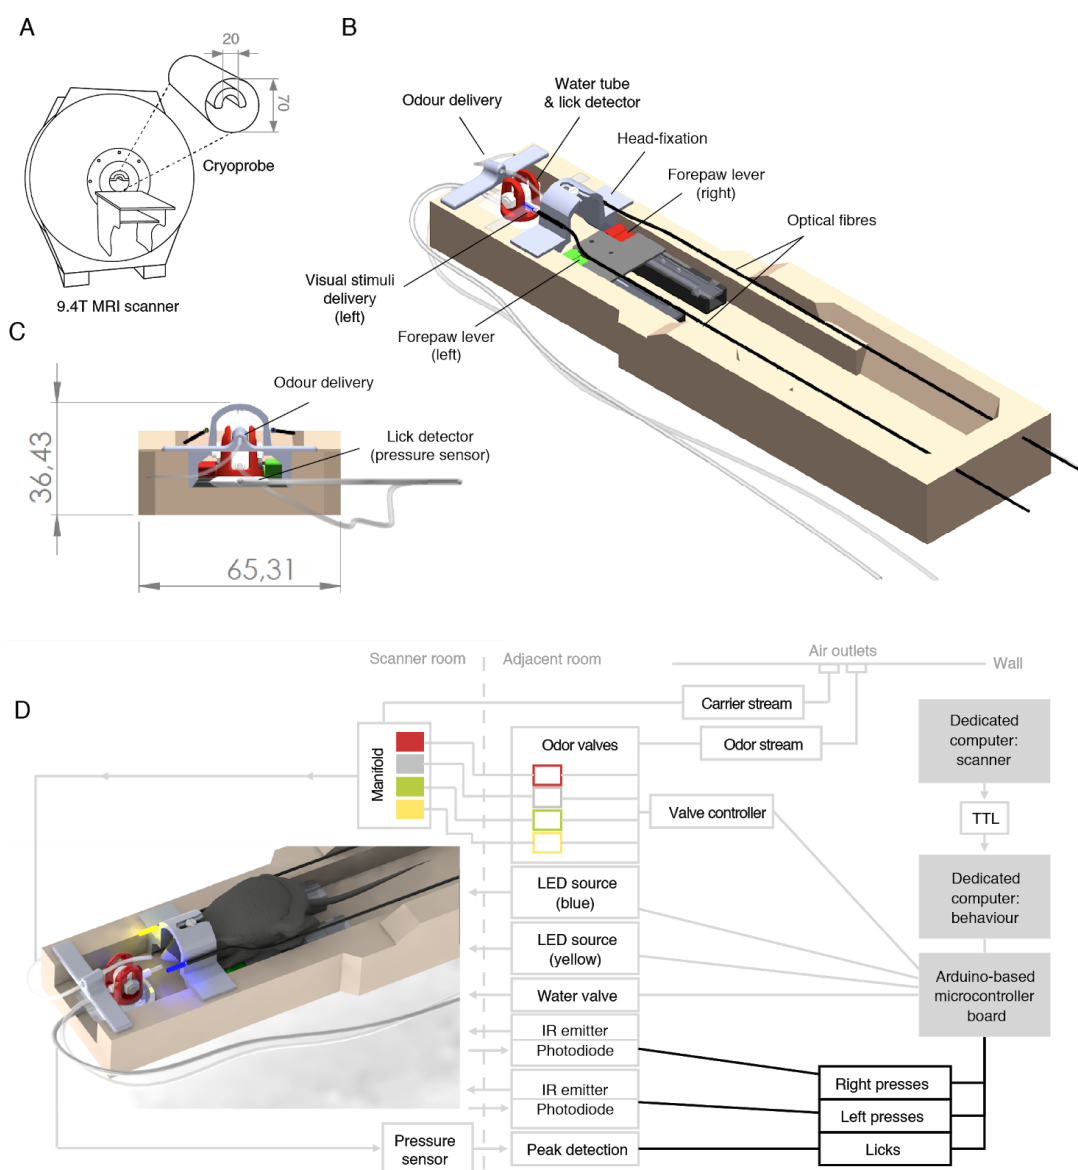 A
20
70
Cryoprobe
9.4T MRI scanner
B
Water tube
& lick detector
Odour delivery
Head-fixation
Forepaw lever
(right)
Optical fibres
Visual stimuli
delivery
(left)
Forepaw lever
(left)
C
Odour delivery
Lick detector
(pressure sensor)
36,43
65,31
D
Scanner room
Adjacent room
Air outlets
Wall
Carrier stream
Manifold
Odor valves
Odor stream
Dedicated
computer:
scanner
Valve controller
TTL
LED source
(blue)
Dedicated
computer:
behaviour
LED source
(yellow)
Water valve
Arduino-based
microcontroller
board
IR emitter
Photodiode
Right presses
IR emitter
Photodiode
Left presses
Pressure
sensor
Peak detection
Licks